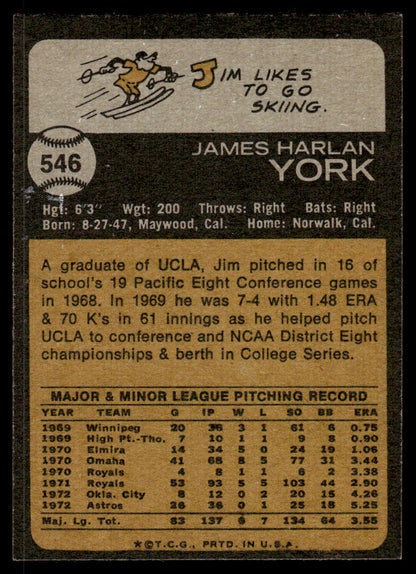 JIM LIKES
TO GO
SKIING.
546
JAMES HARLAN
YORK
Hgt: 6'3" Wgt: 200 Throws: Right Bats: Right
Born: 8-27-47, Maywood, Cal. Home: Norwalk, Cal.
A graduate of UCLA, Jim pitched in 16 of
school's 19 Pacific Eight Conference games
in 1968. In 1969 he was 7-4 with 1.48 ERA
& 70 K's in 61 innings as he helped pitch
UCLA to conference and NCAA District Eight
championships & berth in College Series.
MAJOR & MINOR LEAGUE PITCHING RECORD
YEAR TEAM G IP W L SO BB ERA
1969 Winnipeg 20 36 3 1 61 6 0.75
1969 High Pt.-Tho. 7 10 1 1 9 8 0.90
1970 Elmira 14 34 5 0 24 19 1.06
1970 Omaha 41 68 8 5 77 31 3.44
1970 Royals 4 8 1 1 6 2 3.38
1971 Royals 53 93 5 5 103 44 2.90
1972 Okla. City 8 12 0 2 20 15 4.26
1972 Astros 26 36 0 1 25 18 5.25
Maj. Lg. Tot. 83 137 6 7 134 64 3.55
★©T.C.G., PRTD. IN U.S.A.